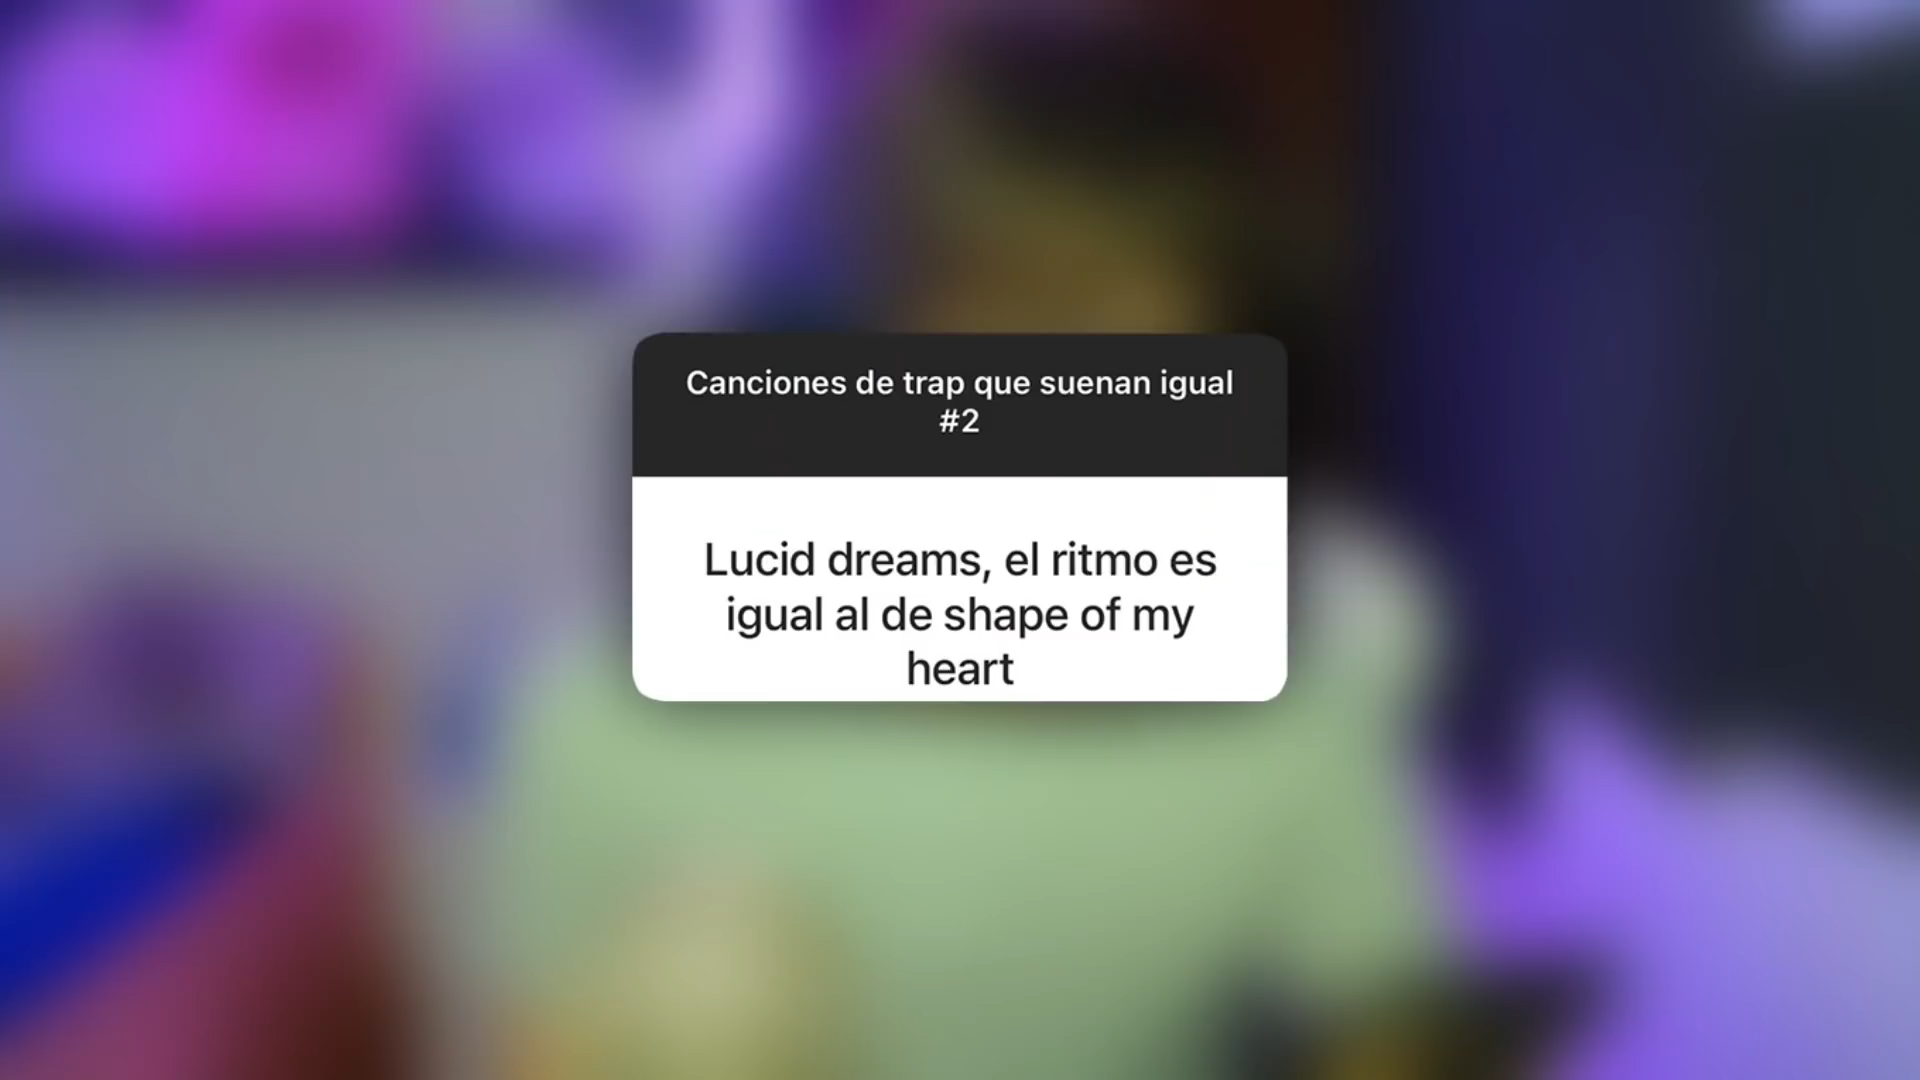 Canciones de trap que suenan igual
#2
Lucid dreams, el ritmo es
igual al de shape of my
heart